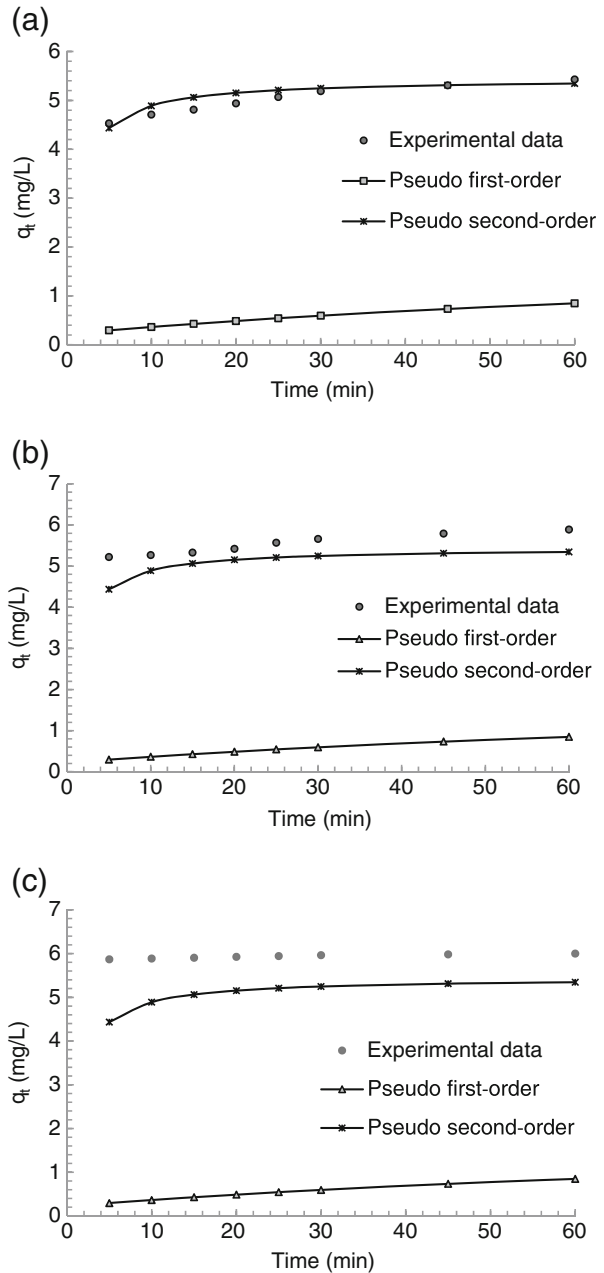 (a)
6
5
4
3
2
1
0
qt (mg/L)
Experimental data
Pseudo first-order
Pseudo second-order
0 10 20 30 40 50 60
Time (min)
(b)
7
6
5
4
3
2
1
0
qt (mg/L)
Experimental data
Pseudo first-order
Pseudo second-order
0 10 20 30 40 50 60
Time (min)
(c)
7
6
5
4
3
2
1
0
qt (mg/L)
Experimental data
Pseudo first-order
Pseudo second-order
0 10 20 30 40 50 60
Time (min)